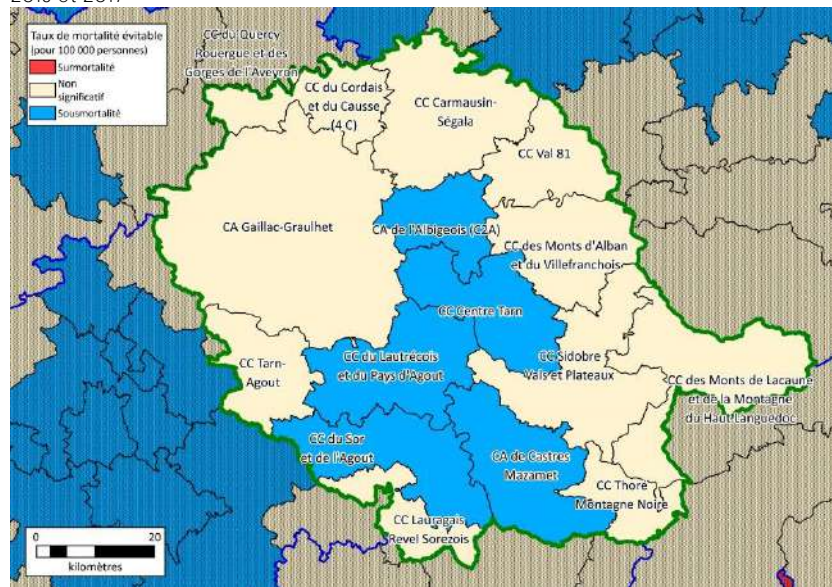 Taux de mortalité évitable
(pour 100 000 personnes)
Surmortalité
Non
significatif
Sousmortalité
CC du Quercy
Rouergue et des
Gorges de l'Aveyron
CC du Cordais
et du Causse
(4 C)
CC Carmausin-
Ségala
CC Val 81
CA Gaillac-Graulhet
CA de l'Albigeois (C2A)
CC des Monts d'Alban
et du Villefranchois
CC Centre Tarn
CC Tarn-
Agout
CC du Lautrécois
et du Pays d'Agout
CC Sidobre
Vals et Plateaux
CC des Monts de Lacaune
et de la Montagne
du Haut Languedoc
CC du Sor
et de l'Agout
CA de Castres
Mazamet
CC Thoré
Montagne Noire
CC Lauragais
Revel Sorezois
0 20
kilomètres